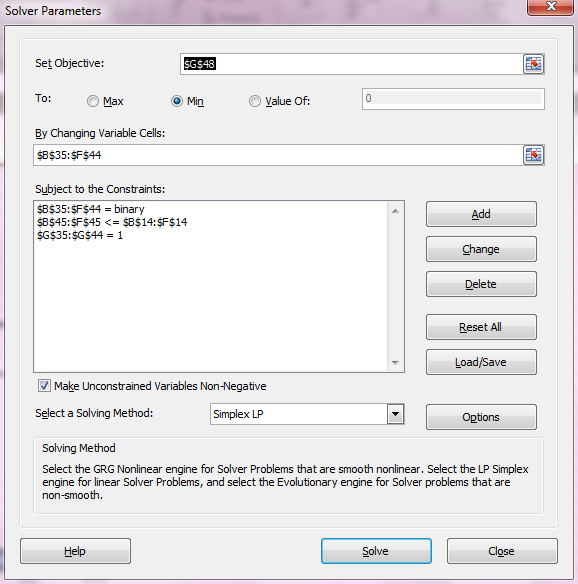 Solver Parameters
Set Objective: $G$48
To: Max Min Value Of: 0
By Changing Variable Cells:
$B$35:$F$44
Subject to the Constraints:
$B$35:$F$44 = binary
$B$45:$F$45 <= $B$14:$F$14
$G$35:$G$44 = 1
Add
Change
Delete
Reset All
Load/Save
Make Unconstrained Variables Non-Negative
Select a Solving Method: Simplex LP Options
Solving Method
Select the GRG Nonlinear engine for Solver Problems that are smooth nonlinear. Select the LP Simplex
engine for linear Solver Problems, and select the Evolutionary engine for Solver problems that are
non-smooth.
Help Solve Close